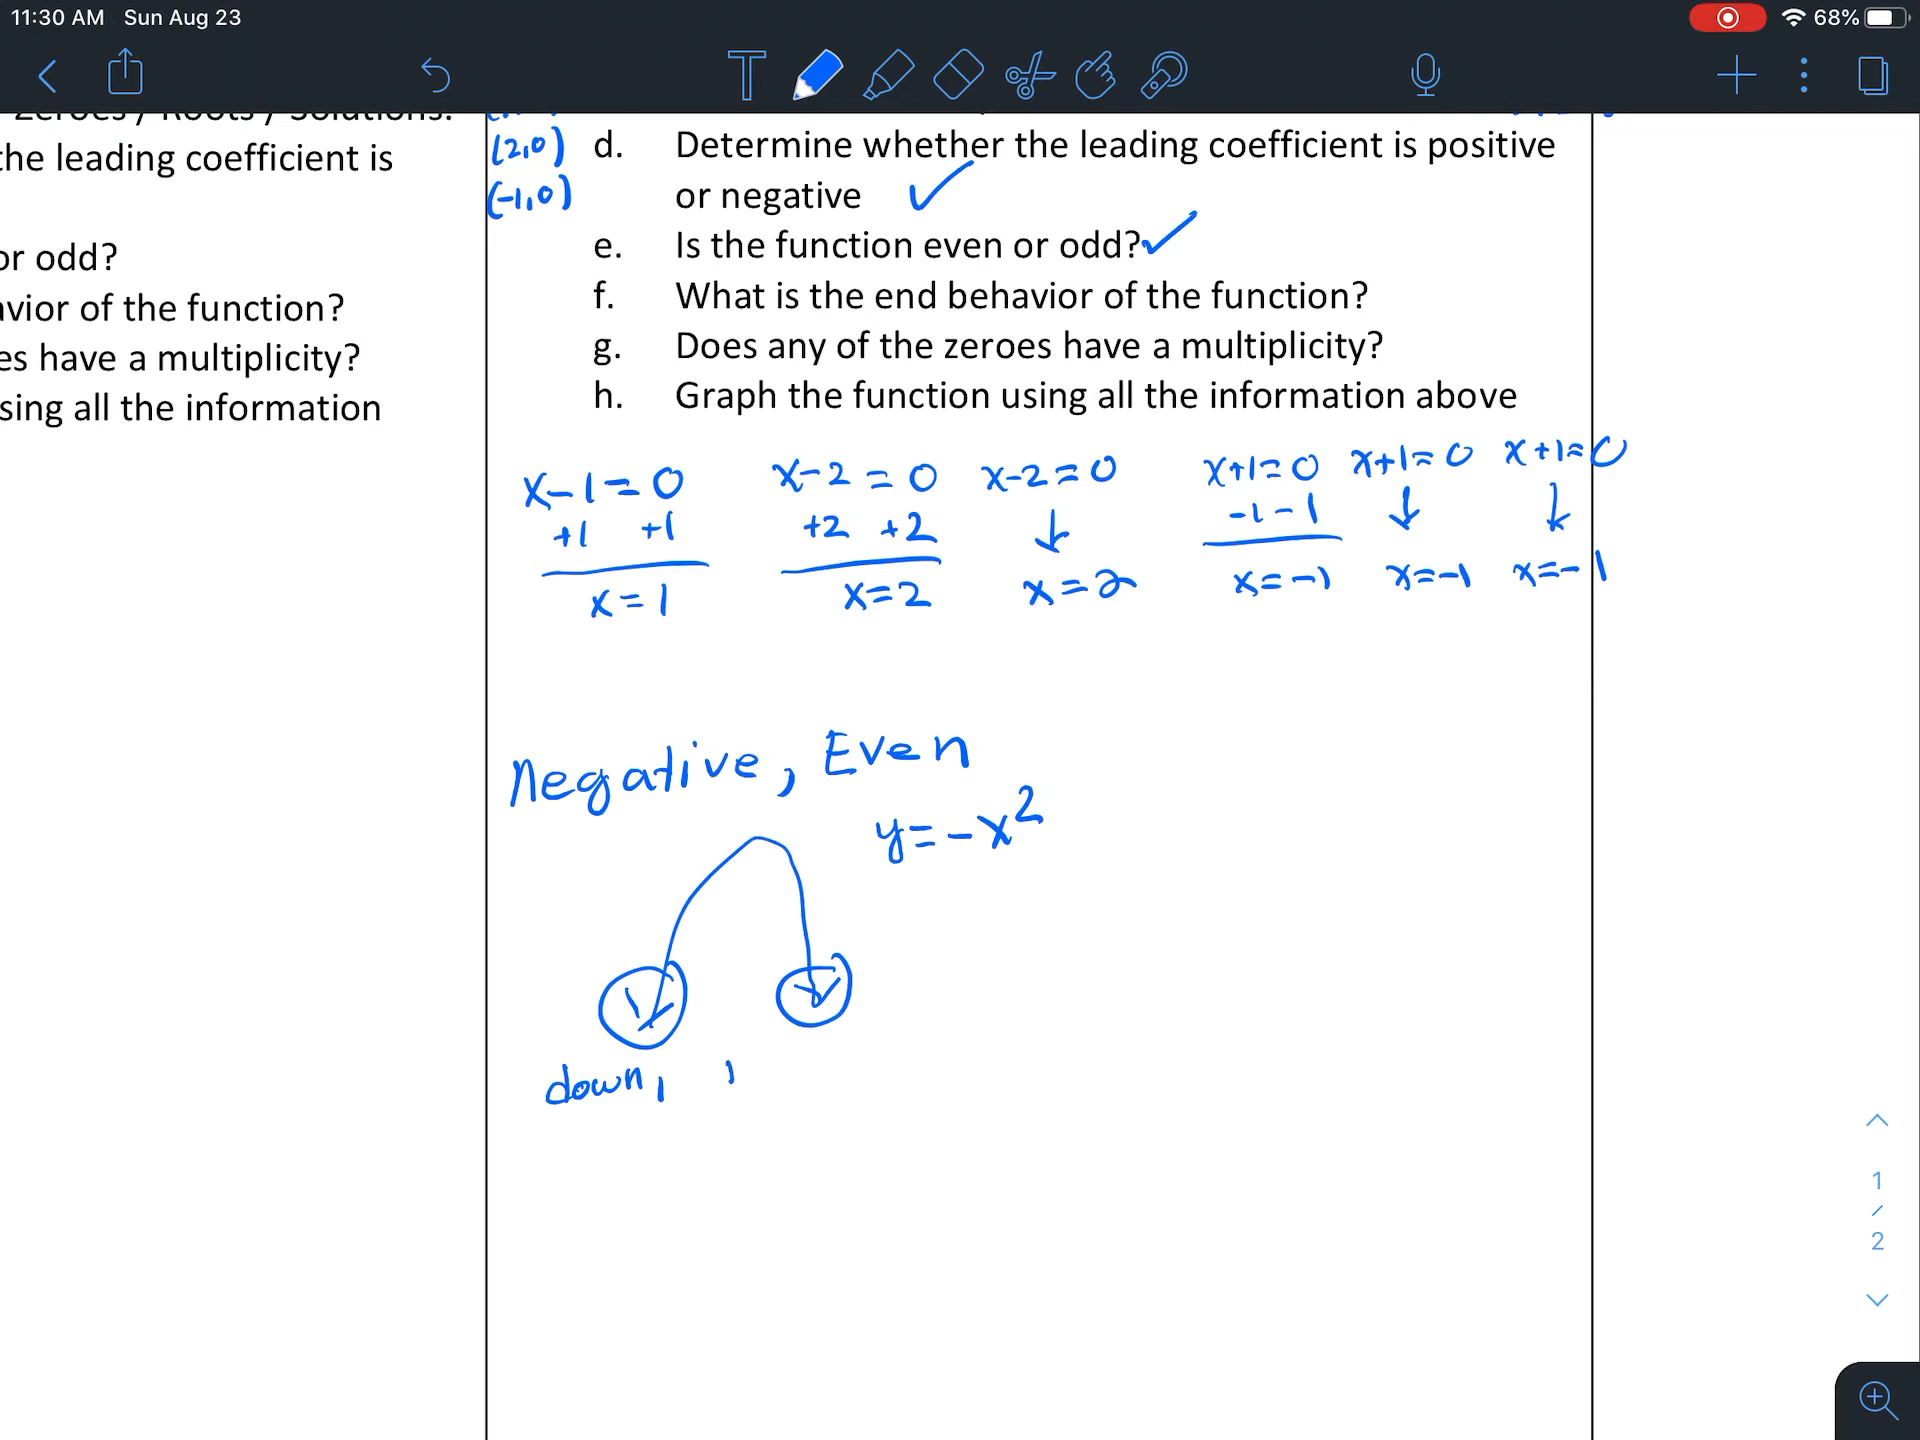 11:30 AM Sun Aug 23
68%
T
the leading coefficient is
or odd?
avior of the function?
es have a multiplicity?
sing all the information
(2,0)
(-1,0)
d. Determine whether the leading coefficient is positive
or negative
e. Is the function even or odd?
f. What is the end behavior of the function?
g. Does any of the zeroes have a multiplicity?
h. Graph the function using all the information above
x-1=0 x-2=0 x-2=0 x+1=0 x+1=0 x+1=0
+1 +1 +2 +2 -1 -1
x=1 x=2 x=2 x=-1 x=-1 x=-1
Negative, Even
y=-x²
down,
1
/
2